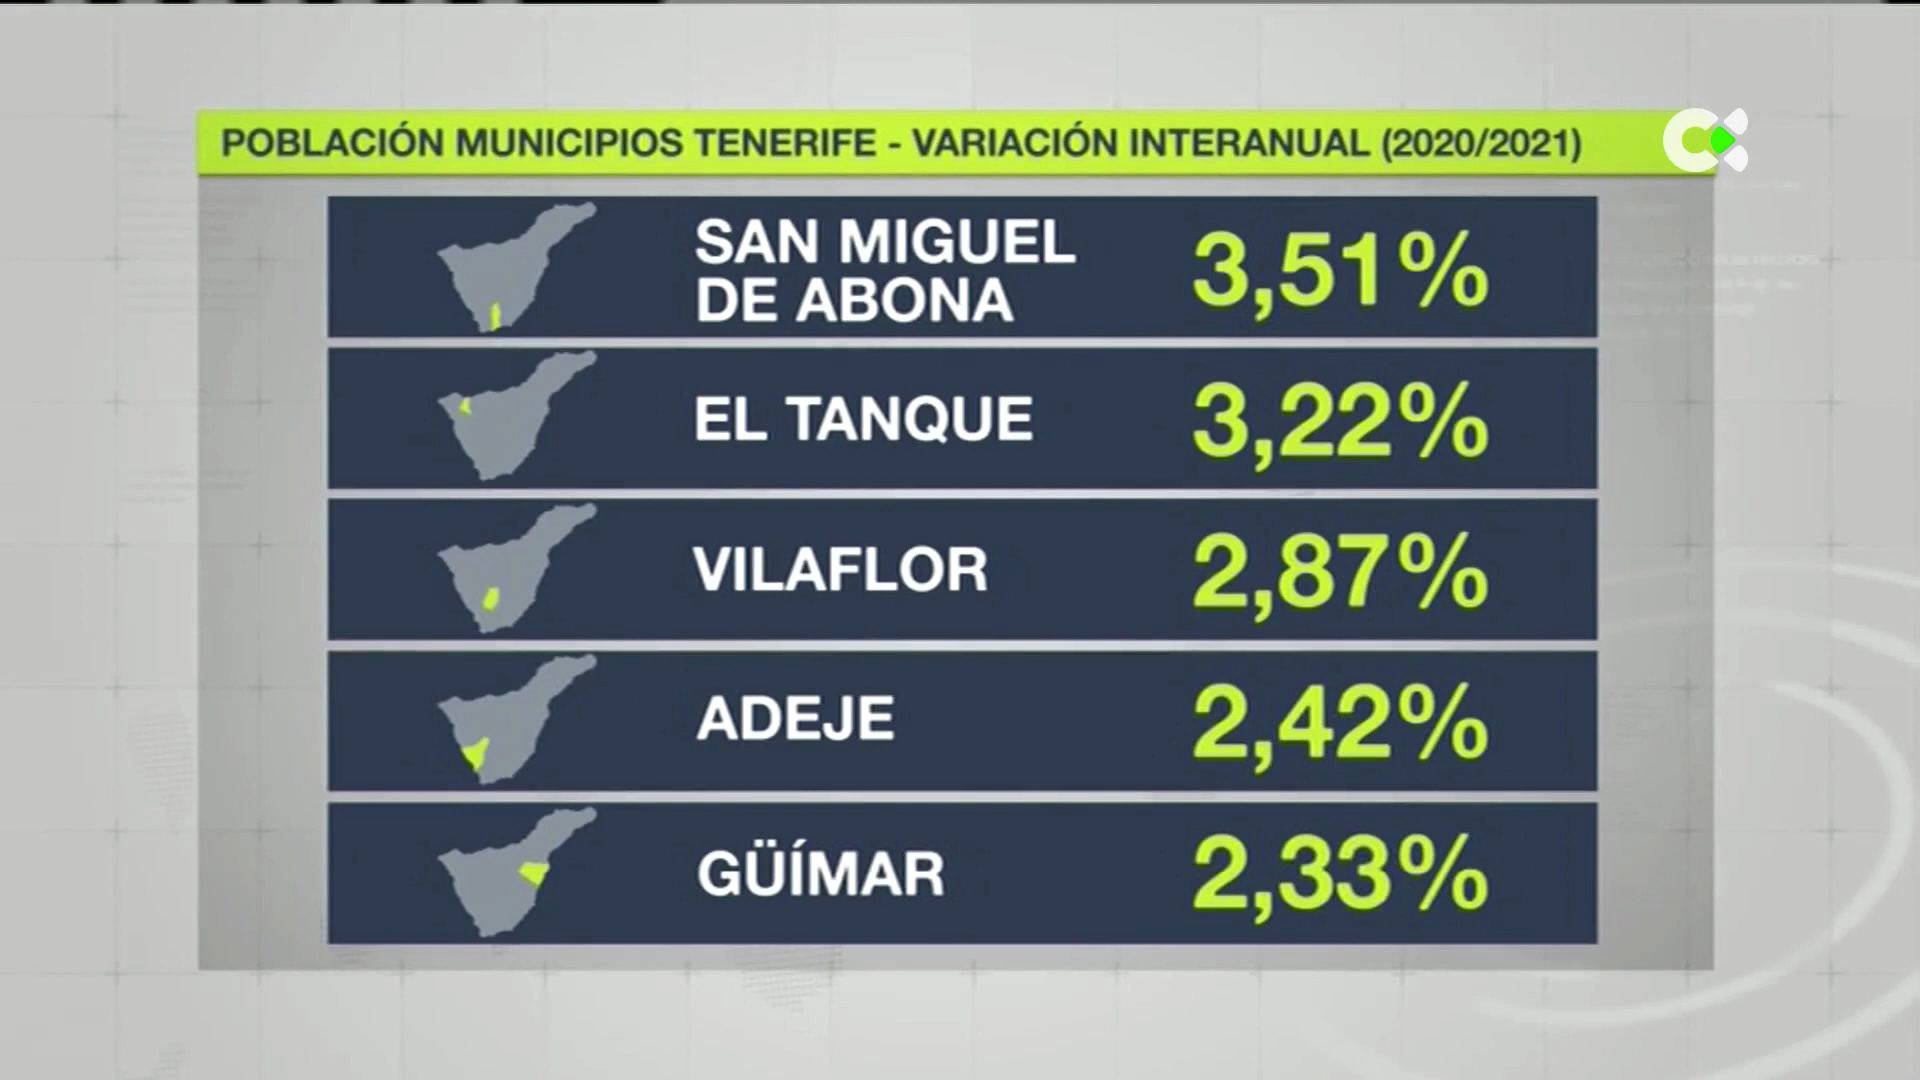 POBLACIÓN MUNICIPIOS TENERIFE - VARIACIÓN INTERANUAL (2020/2021)
SAN MIGUEL
DE ABONA
3,51%
EL TANQUE
3,22%
VILAFLOR
2,87%
ADEJE
2,42%
GÜÍMAR
2,33%